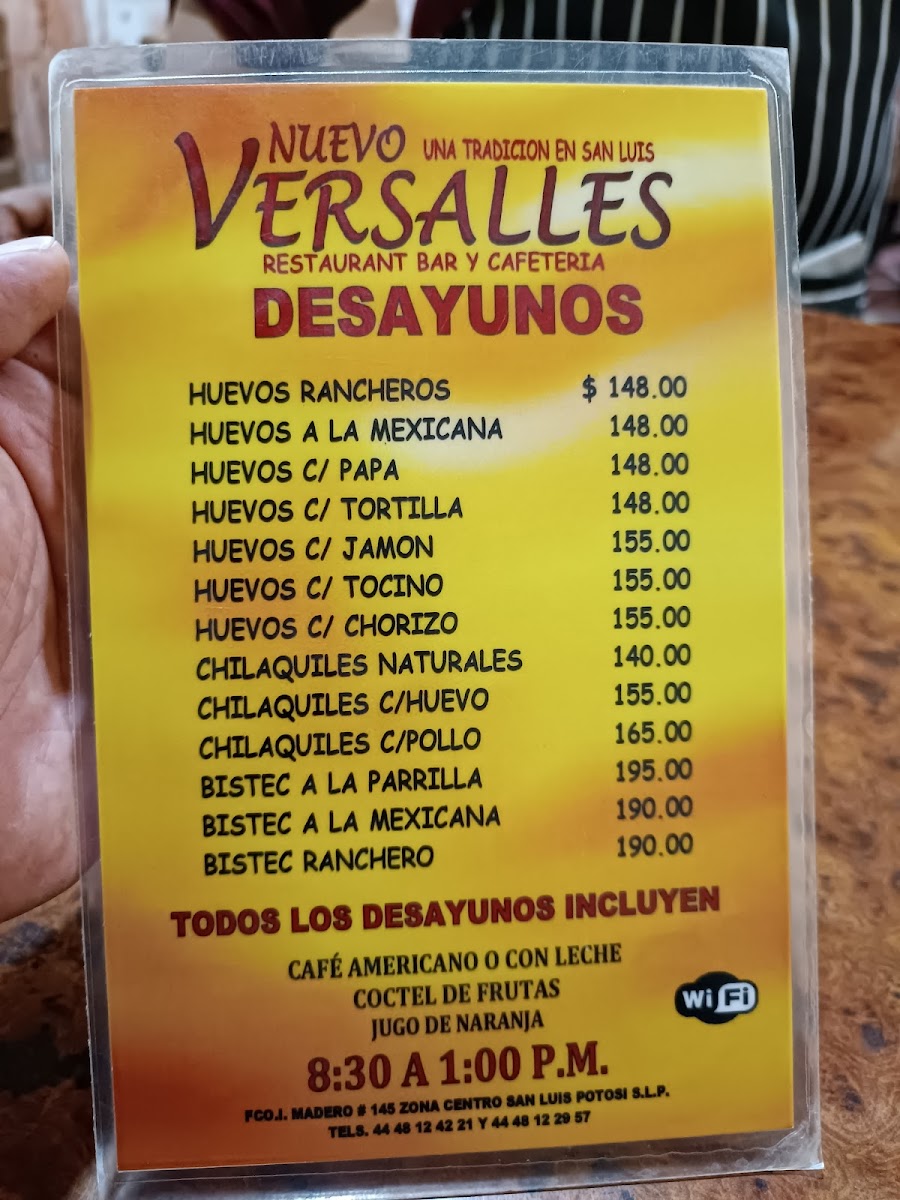 NUEVO UNA TRADICION EN SAN LUIS
VERSALLES
RESTAURANT BAR Y CAFETERIA
DESAYUNOS
HUEVOS RANCHEROS $ 148.00
HUEVOS A LA MEXICANA 148.00
HUEVOS C/ PAPA 148.00
HUEVOS C/ TORTILLA 148.00
HUEVOS C/ JAMON 155.00
HUEVOS C/ TOCINO 155.00
HUEVOS C/ CHORIZO 155.00
CHILAQUILES NATURALES 140.00
CHILAQUILES C/HUEVO 155.00
CHILAQUILES C/POLLO 165.00
BISTEC A LA PARRILLA 195.00
BISTEC A LA MEXICANA 190.00
BISTEC RANCHERO 190.00
TODOS LOS DESAYUNOS INCLUYEN
CAFÉ AMERICANO O CON LECHE
COCTEL DE FRUTAS
JUGO DE NARANJA
Wi Fi
8:30 A 1:00 P.M.
FCO.I. MADERO # 145 ZONA CENTRO SAN LUIS POTOSI S.L.P.
TELS. 44 48 12 42 21 Y 44 48 12 29 57